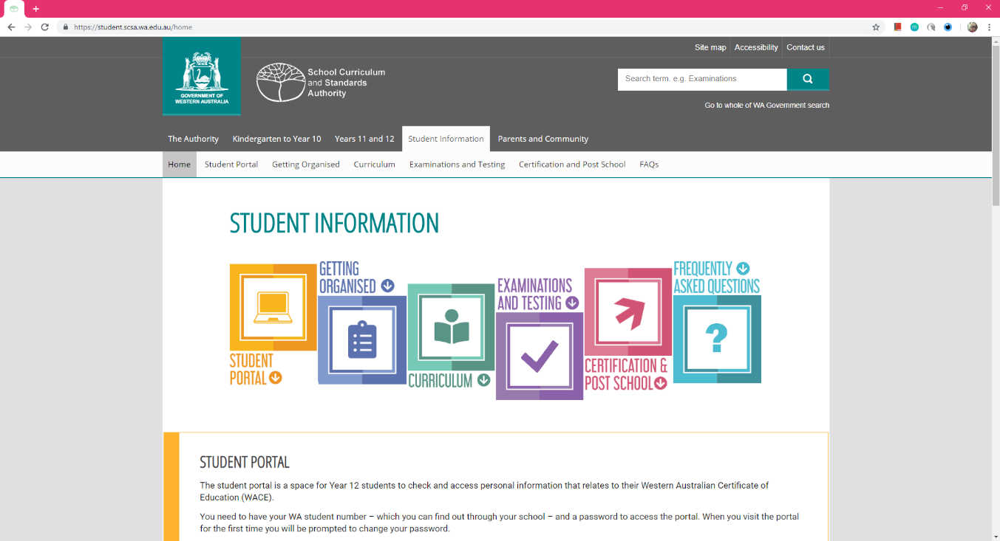 https://student.scsa.wa.edu.au/home
Site map
Accessibility
Contact us
GOVERNMENT OF
WESTERN AUSTRALIA
School Curriculum
and Standards
Authority
Search term. e.g. Examinations
Go to whole of WA Government search
The Authority
Kindergarten to Year 10
Years 11 and 12
Student Information
Parents and Community
Home
Student Portal
Getting Organised
Curriculum
Examinations and Testing
Certification and Post School
FAQs
STUDENT INFORMATION
STUDENT
PORTAL
GETTING
ORGANISED
CURRICULUM
EXAMINATIONS
AND TESTING
CERTIFICATION &
POST SCHOOL
FREQUENTLY
ASKED QUESTIONS
?
STUDENT PORTAL
The student portal is a space for Year 12 students to check and access personal information that relates to their Western Australian Certificate of
Education (WACE).
You need to have your WA student number – which you can find out through your school – and a password to access the portal. When you visit the portal
for the first time you will be prompted to change your password.